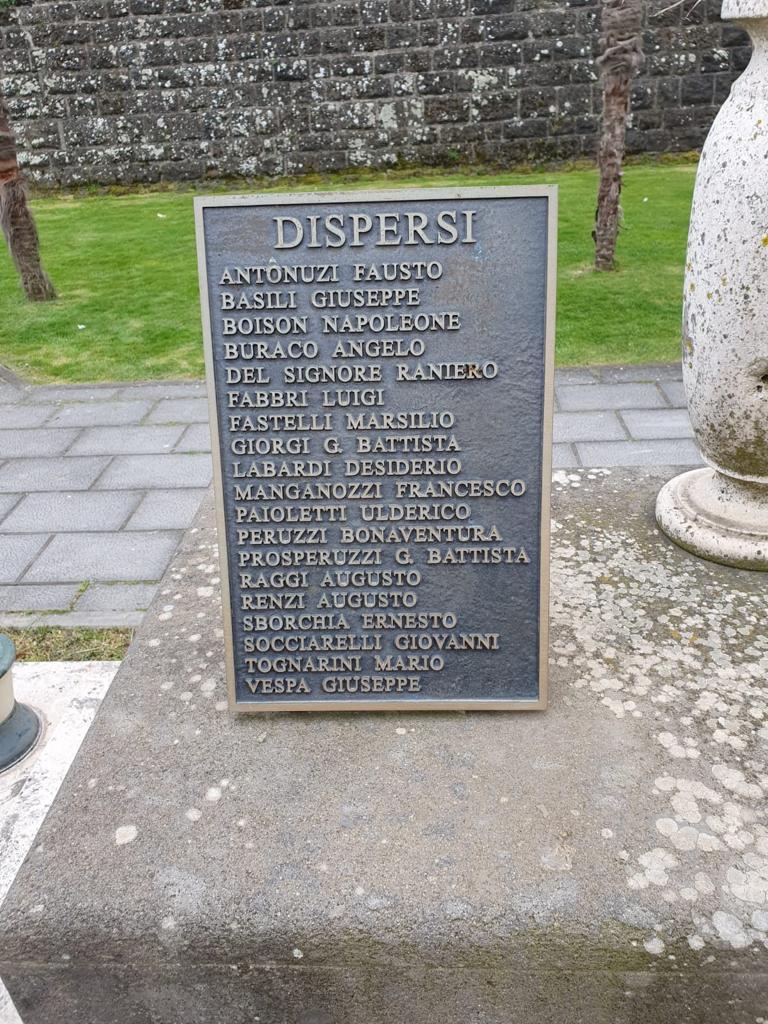 DISPERSI
ANTONUZI FAUSTO
BASILI GIUSEPPE
BOISON NAPOLEONE
BURACO ANGELO
DEL SIGNORE RANIERO
FABBRI LUIGI
FASTELLI MARSILIO
GIORGI G. BATTISTA
LABARDI DESIDERIO
MANGANOZZI FRANCESCO
PAIOLETTI ULDERICO
PERUZZI BONAVENTURA
PROSPERUZZI G. BATTISTA
RAGGI AUGUSTO
RENZI AUGUSTO
SBORCHIA ERNESTO
SOCCIARELLI GIOVANNI
TOGNARINI MARIO
VESPA GIUSEPPE